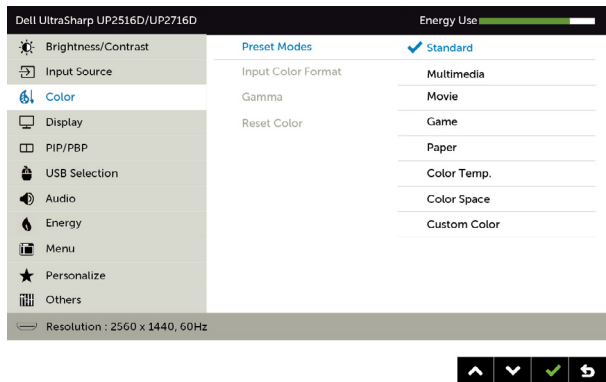 Dell UltraSharp UP2516D/UP2716D
Energy Use
Brightness/Contrast
Preset Modes
Standard
Input Source
Input Color Format
Multimedia
Color
Gamma
Movie
Display
Reset Color
Game
PIP/PBP
Paper
USB Selection
Color Temp.
Audio
Color Space
Energy
Custom Color
Menu
Personalize
Others
Resolution : 2560 x 1440, 60Hz